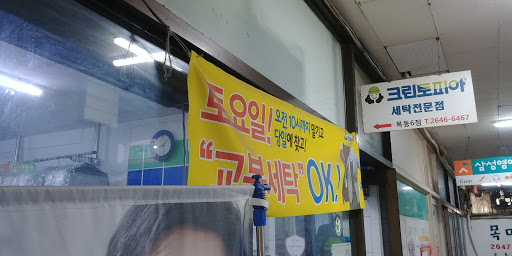 토요일!
오전 10시까지 맡기고
당일에 찾고!
"교복세탁" OK!
크린토피아
세탁전문점
목동6점 T.2646-6467
삼성영
목
2647